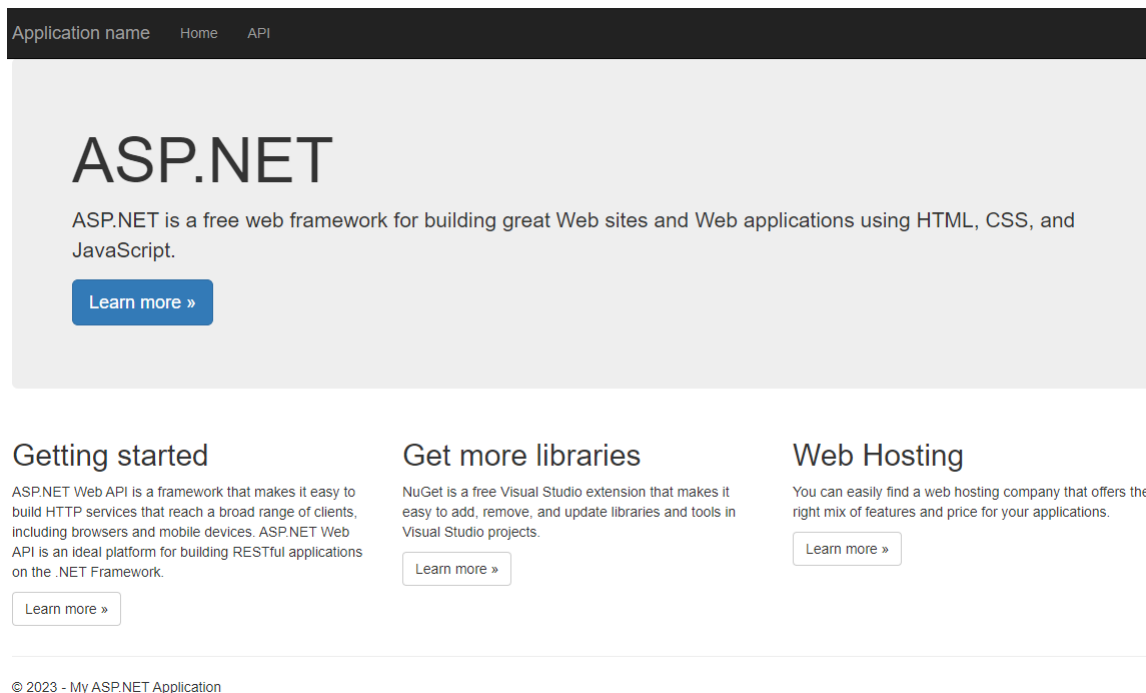 Application name Home API
ASP.NET
ASP.NET is a free web framework for building great Web sites and Web applications using HTML, CSS, and
JavaScript.
Learn more »
Getting started
ASP.NET Web API is a framework that makes it easy to
build HTTP services that reach a broad range of clients,
including browsers and mobile devices. ASP.NET Web
API is an ideal platform for building RESTful applications
on the .NET Framework.
Learn more »
Get more libraries
NuGet is a free Visual Studio extension that makes it
easy to add, remove, and update libraries and tools in
Visual Studio projects.
Learn more »
Web Hosting
You can easily find a web hosting company that offers the
right mix of features and price for your applications.
Learn more »
© 2023 - My ASP.NET Application